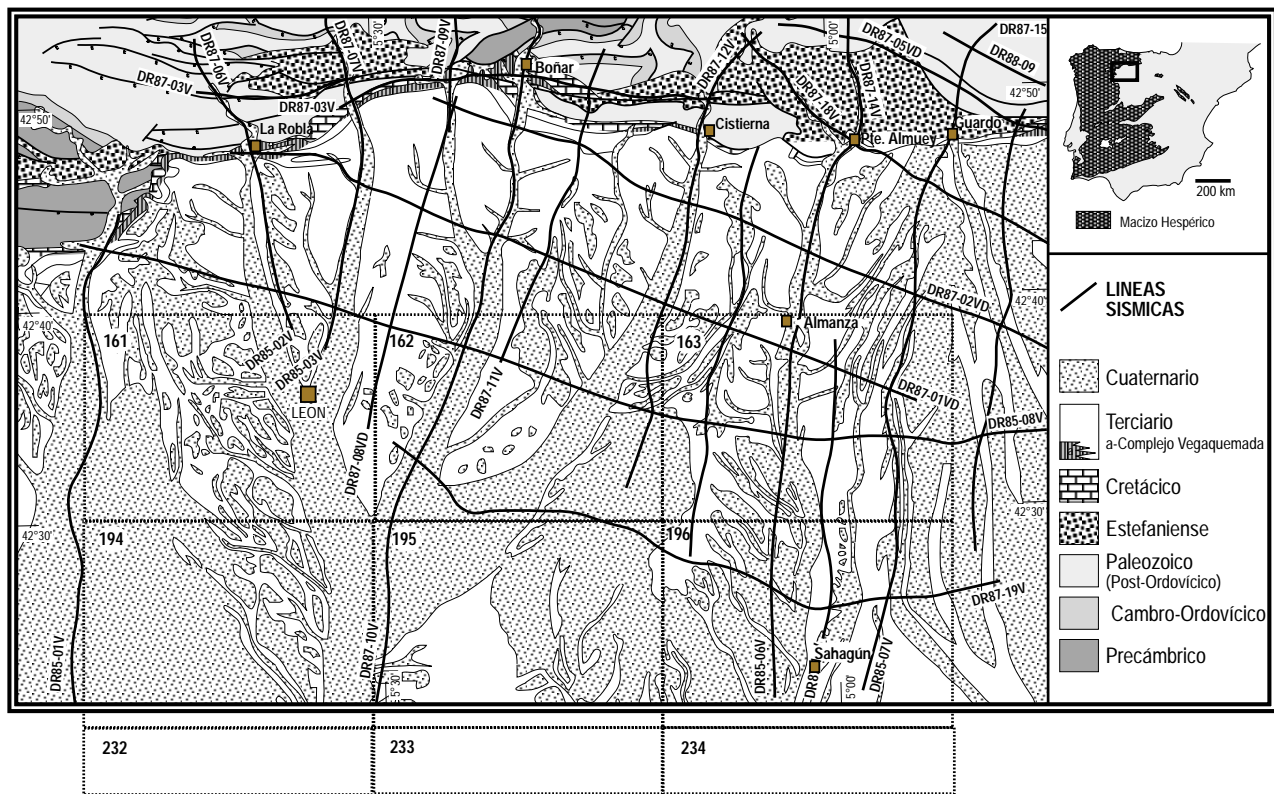 DR87-03V
DR87-06V
DR87-07V
5°30'
DR87-09V
Boñar
DR87-12V
5°00'
DR87-05VD
DR87-15
DR88-09
42°50'
42°50'
DR87-03V
La Robla
Cistierna
DR87-18V
DR87-14V
Pte. Almuey
Guardo
200 km
Macizo Hespérico
LINEAS
SISMICAS
DR87-02VD
42°40'
42°40'
161
162
163
Almanza
DR85-02V
DR85-03V
LEON
DR87-11V
DR87-01VD
DR85-08V
DR87-08VD
Cuaternario
Terciario
a-Complejo Vegaquemada
Cretácico
Estefaniense
Paleozoico
(Post-Ordovícico)
Cambro-Ordovícico
Precámbrico
42°30'
42°30'
194
195
196
DR87-19V
DR85-01V
DR87-10V
5°30'
DR85-06V
Sahagún
5°00'
DR85-07V
232
233
234